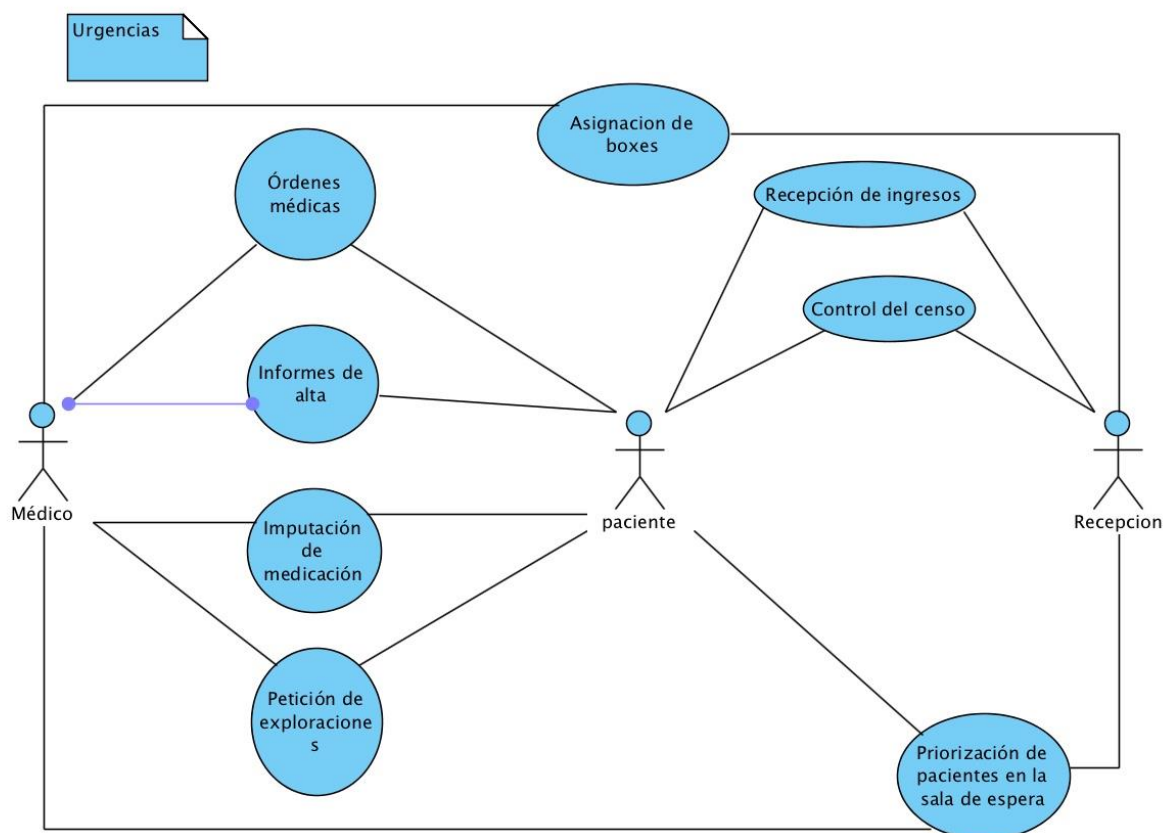 Urgencias
Asignacion de
boxes
Órdenes
médicas
Recepción de ingresos
Control del censo
Informes de
alta
Médico
paciente
Recepcion
Imputación
de
medicación
Petición de
exploracione
s
Priorización de
pacientes en la
sala de espera